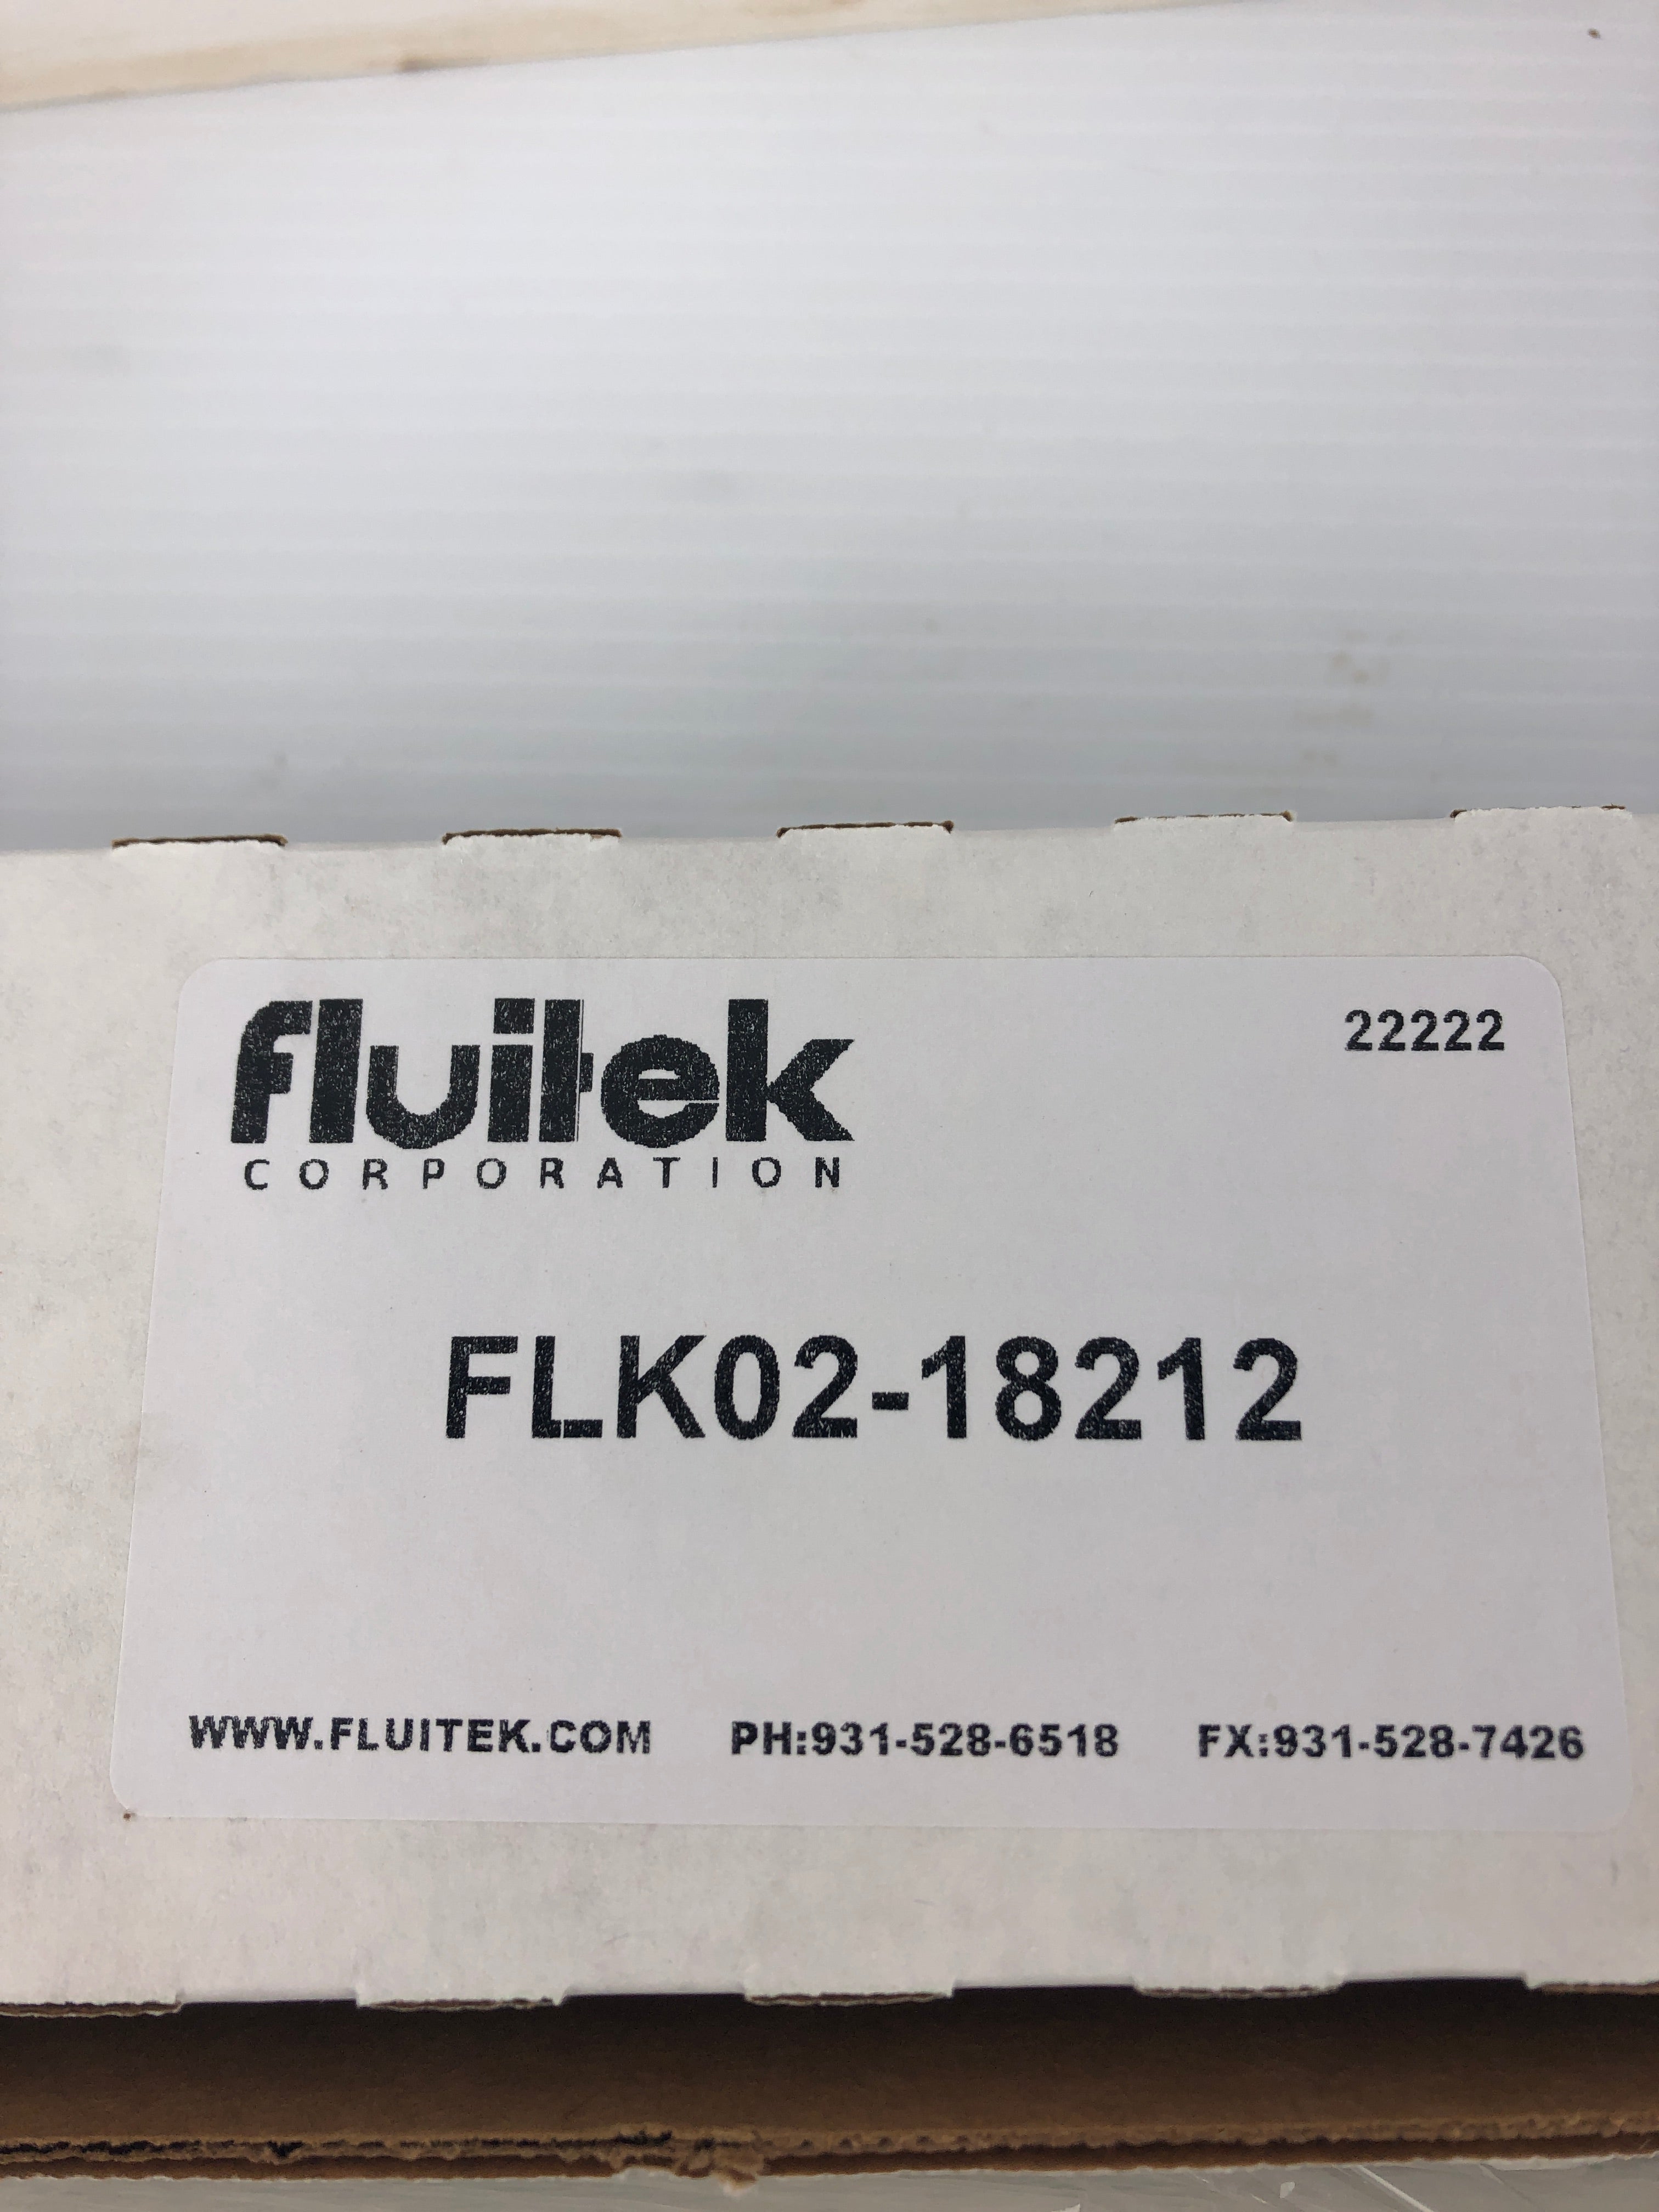 fluitek
CORPORATION
22222
FLK02-18212
WWW.FLUITEK.COM PH:931-528-6518 FX:931-528-7426